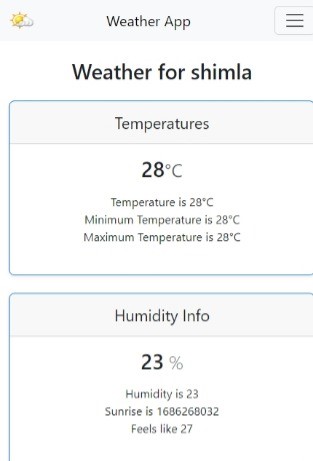 Weather App
Weather for shimla
Temperatures
28°C
Temperature is 28°C
Minimum Temperature is 28°C
Maximum Temperature is 28°C
Humidity Info
23 %
Humidity is 23
Sunrise is 1686268032
Feels like 27